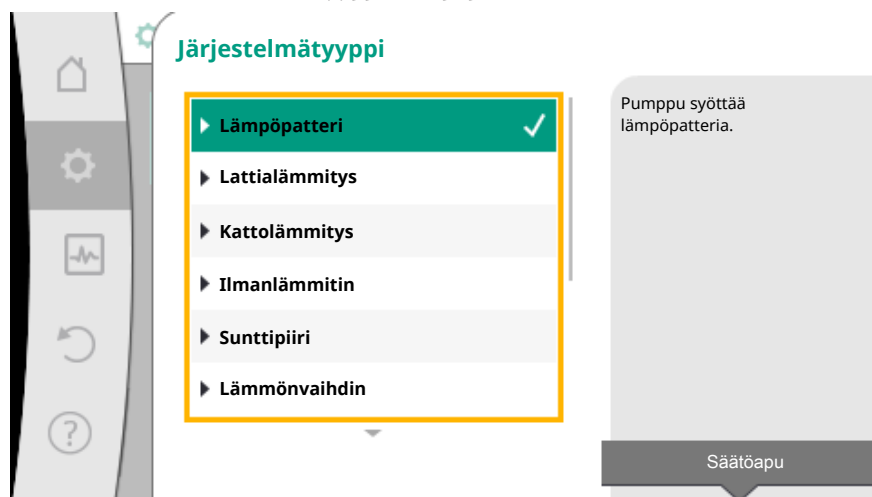 Järjestelmätyyppi
Lämpöpatteri
Lattialämmitys
Kattolämmitys
Ilmanlämmitin
Sunttipiiri
Lämmönvaihdin
Pumppu syöttää
lämpöpatteria.
Säätöapu
?